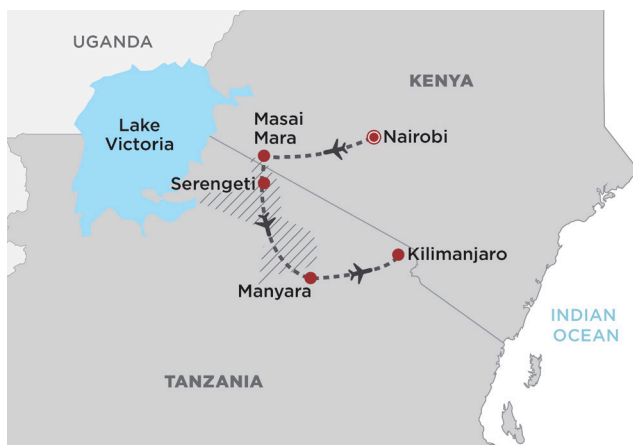 UGANDA
KENYA
Lake
Victoria
Masai
Mara
Nairobi
Serengeti
Kilimanjaro
Manyara
INDIAN
OCEAN
TANZANIA